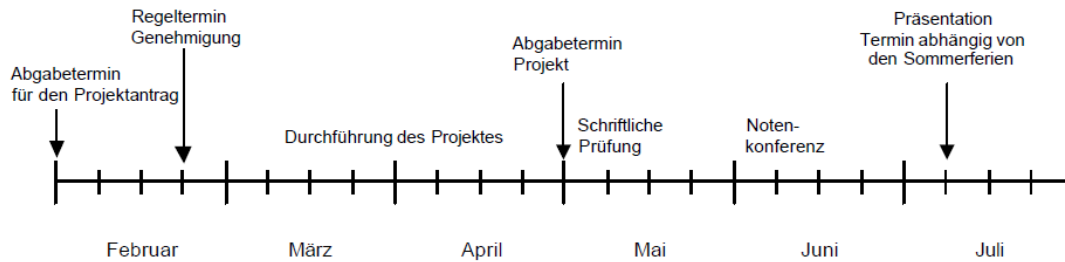 Abgabetermin
für den Projektantrag
Regeltermin
Genehmigung
Durchführung des Projektes
Abgabetermin
Projekt
Schriftliche
Prüfung
Noten-
konferenz
Präsentation
Termin abhängig von
den Sommerferien
Februar
März
April
Mai
Juni
Juli